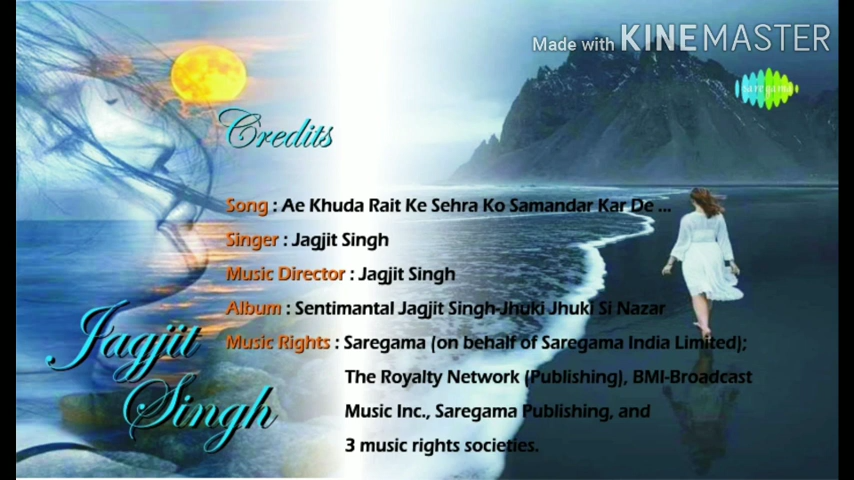 Made with KINEMASTER
saregama
Credits
Song : Ae Khuda Rait Ke Sehra Ko Samandar Kar De ...
Singer : Jagjit Singh
Music Director : Jagjit Singh
Album : Sentimantal Jagjit Singh-Jhuki Jhuki Si Nazar
Music Rights : Saregama (on behalf of Saregama India Limited);
The Royalty Network (Publishing), BMI-Broadcast
Music Inc., Saregama Publishing, and
3 music rights societies.
Jagjit
Singh